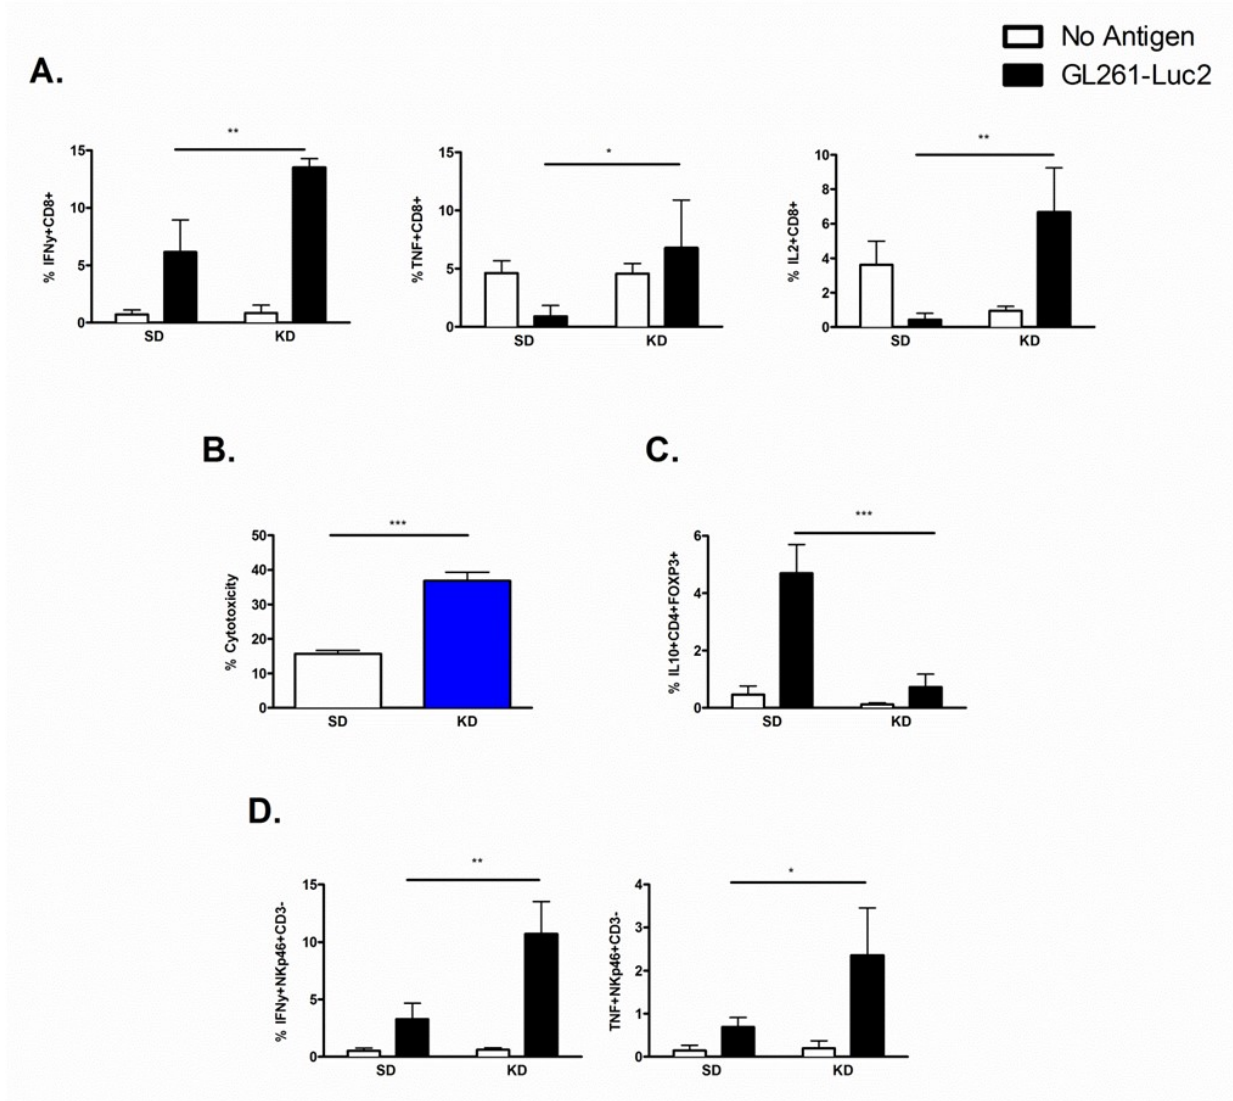 No Antigen
GL261-Luc2
A.
**
% IFNy+CD8+
15
10
5
0
SD
KD
*
% TNF+CD8+
15
10
5
0
SD
KD
**
% IL2+CD8+
10
8
6
4
2
0
SD
KD
B.
***
% Cytotoxicity
50
40
30
20
10
0
SD
KD
C.
***
% IL10+CD4+FOXP3+
6
4
2
0
SD
KD
D.
**
% IFNy+NKp46+CD3-
15
10
5
0
SD
KD
*
TNF+NKp46+CD3-
4
3
2
1
0
SD
KD